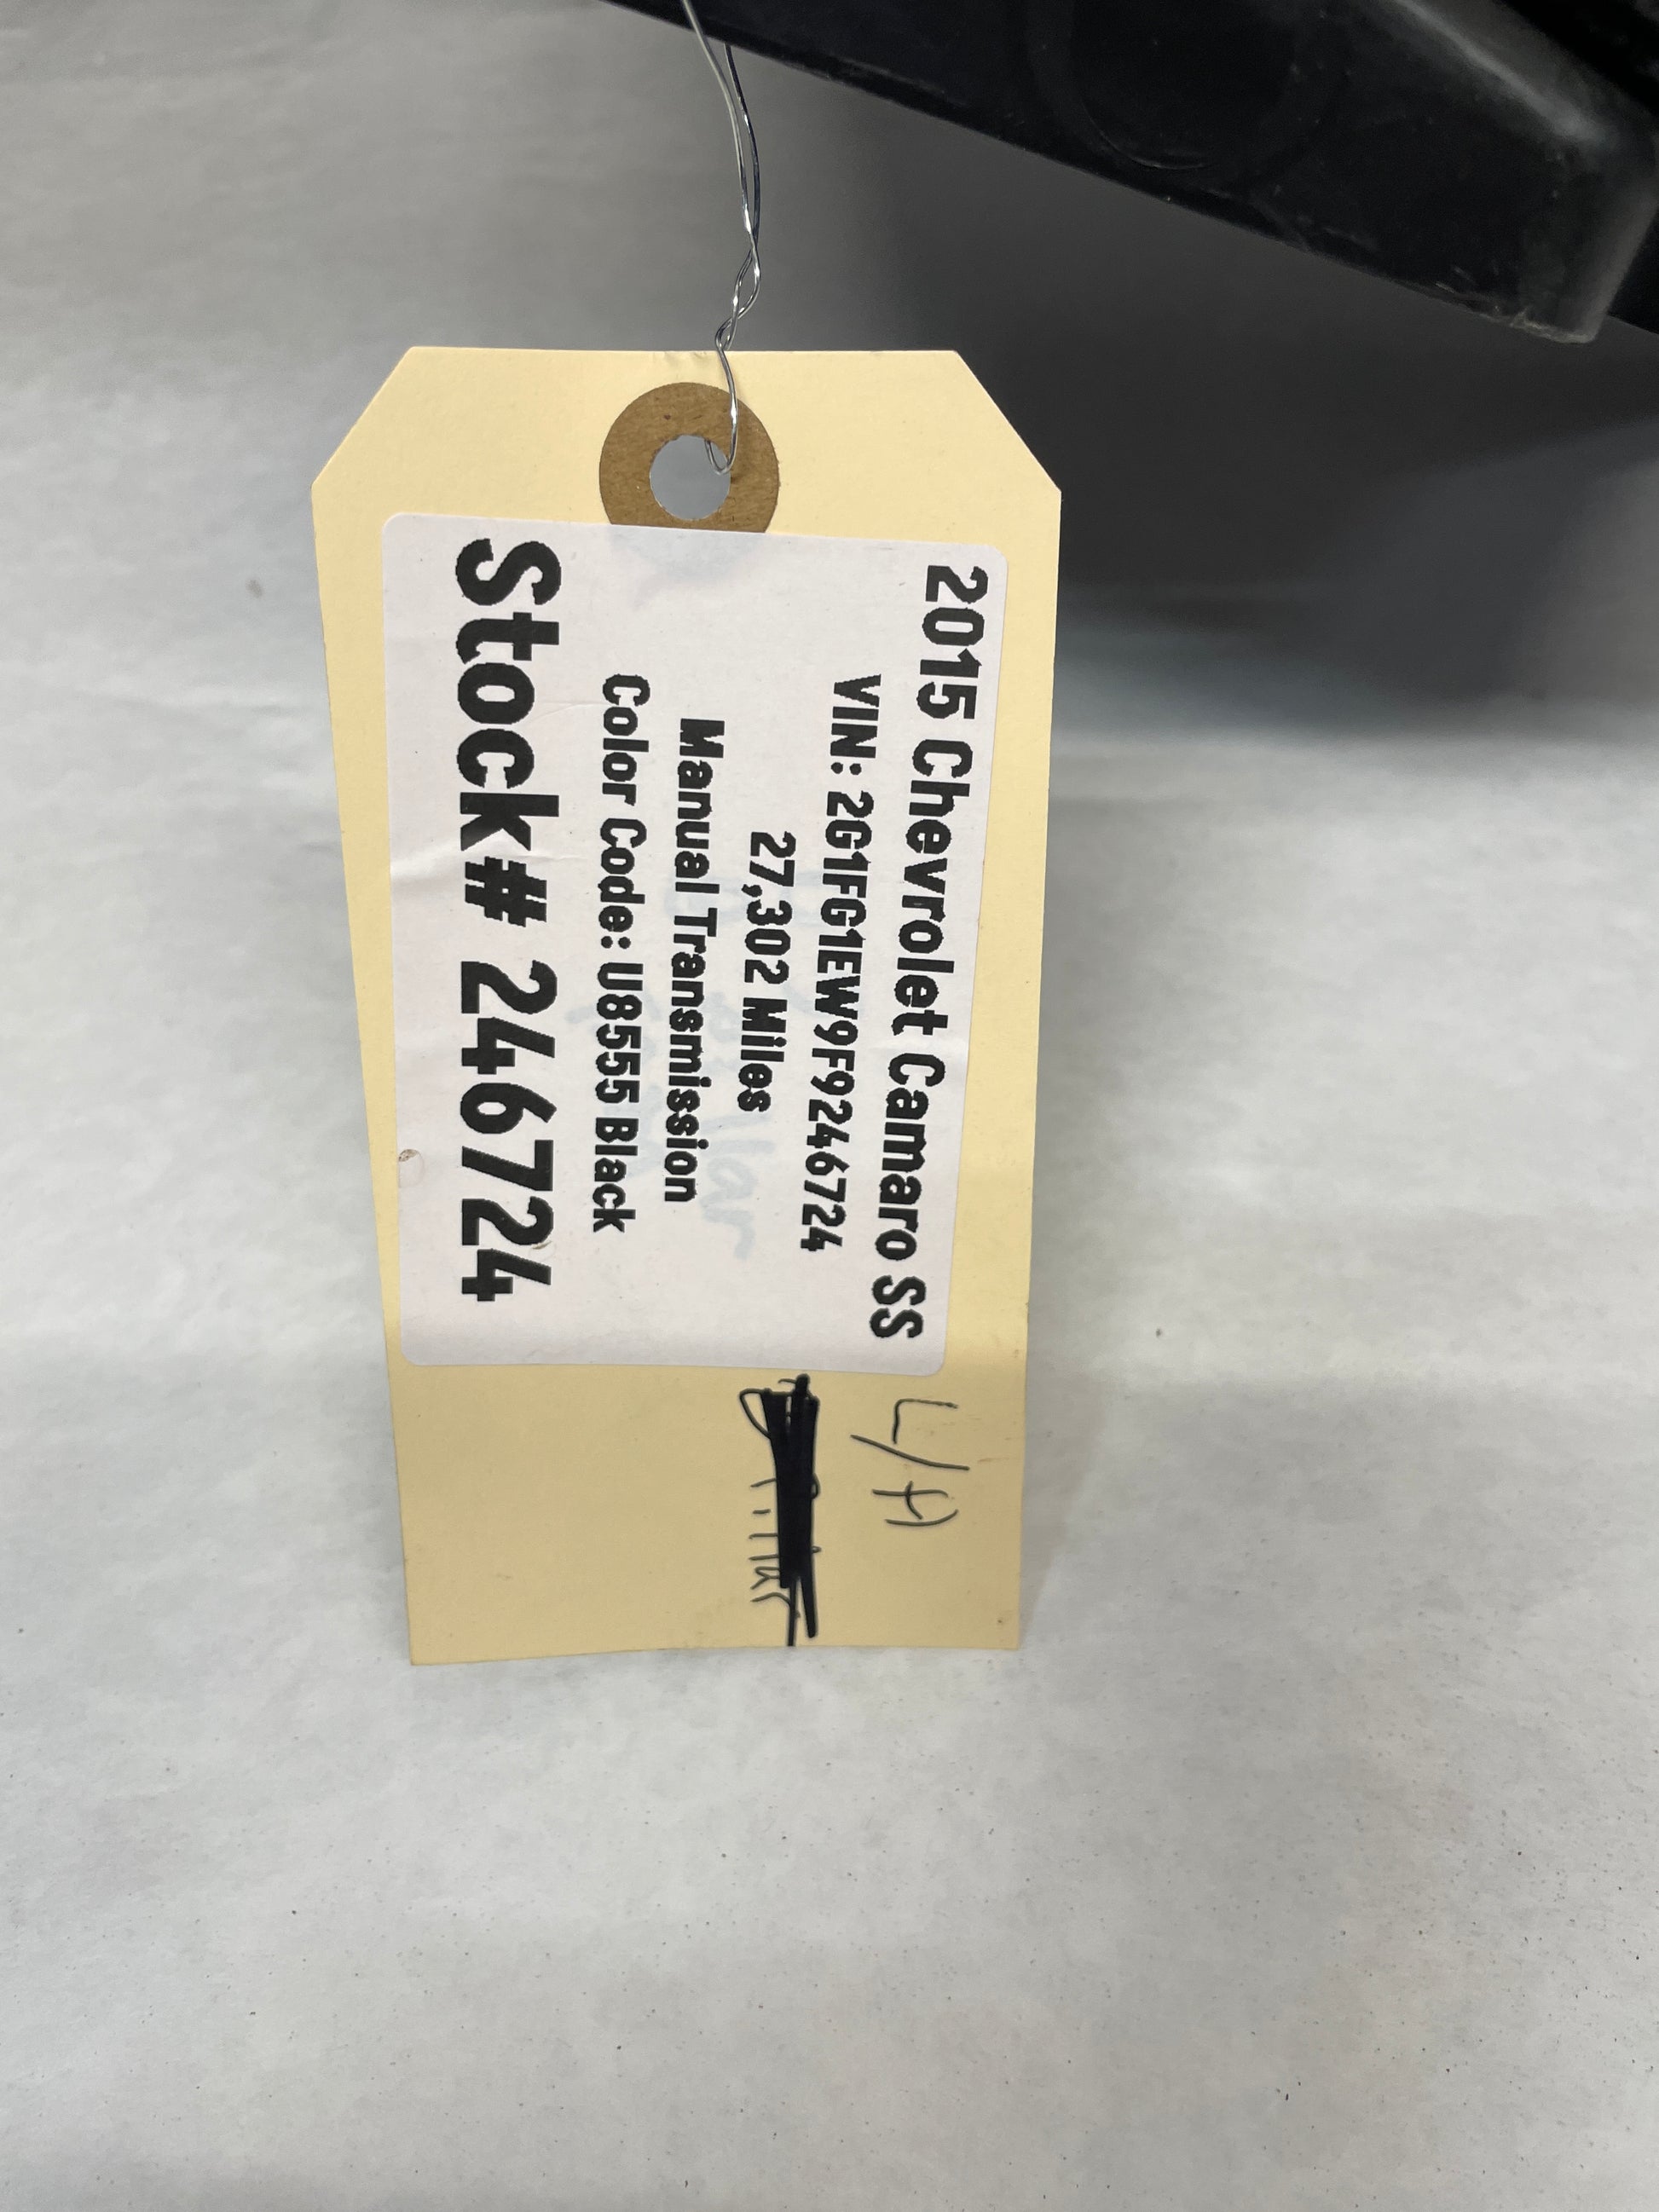 2015 Chevrolet Camaro SS
VIN: 2G1FG1EW9F9246724
27,302 Miles
Manual Transmission
Color Code: U8555 Black
Stock# 246724
L/H